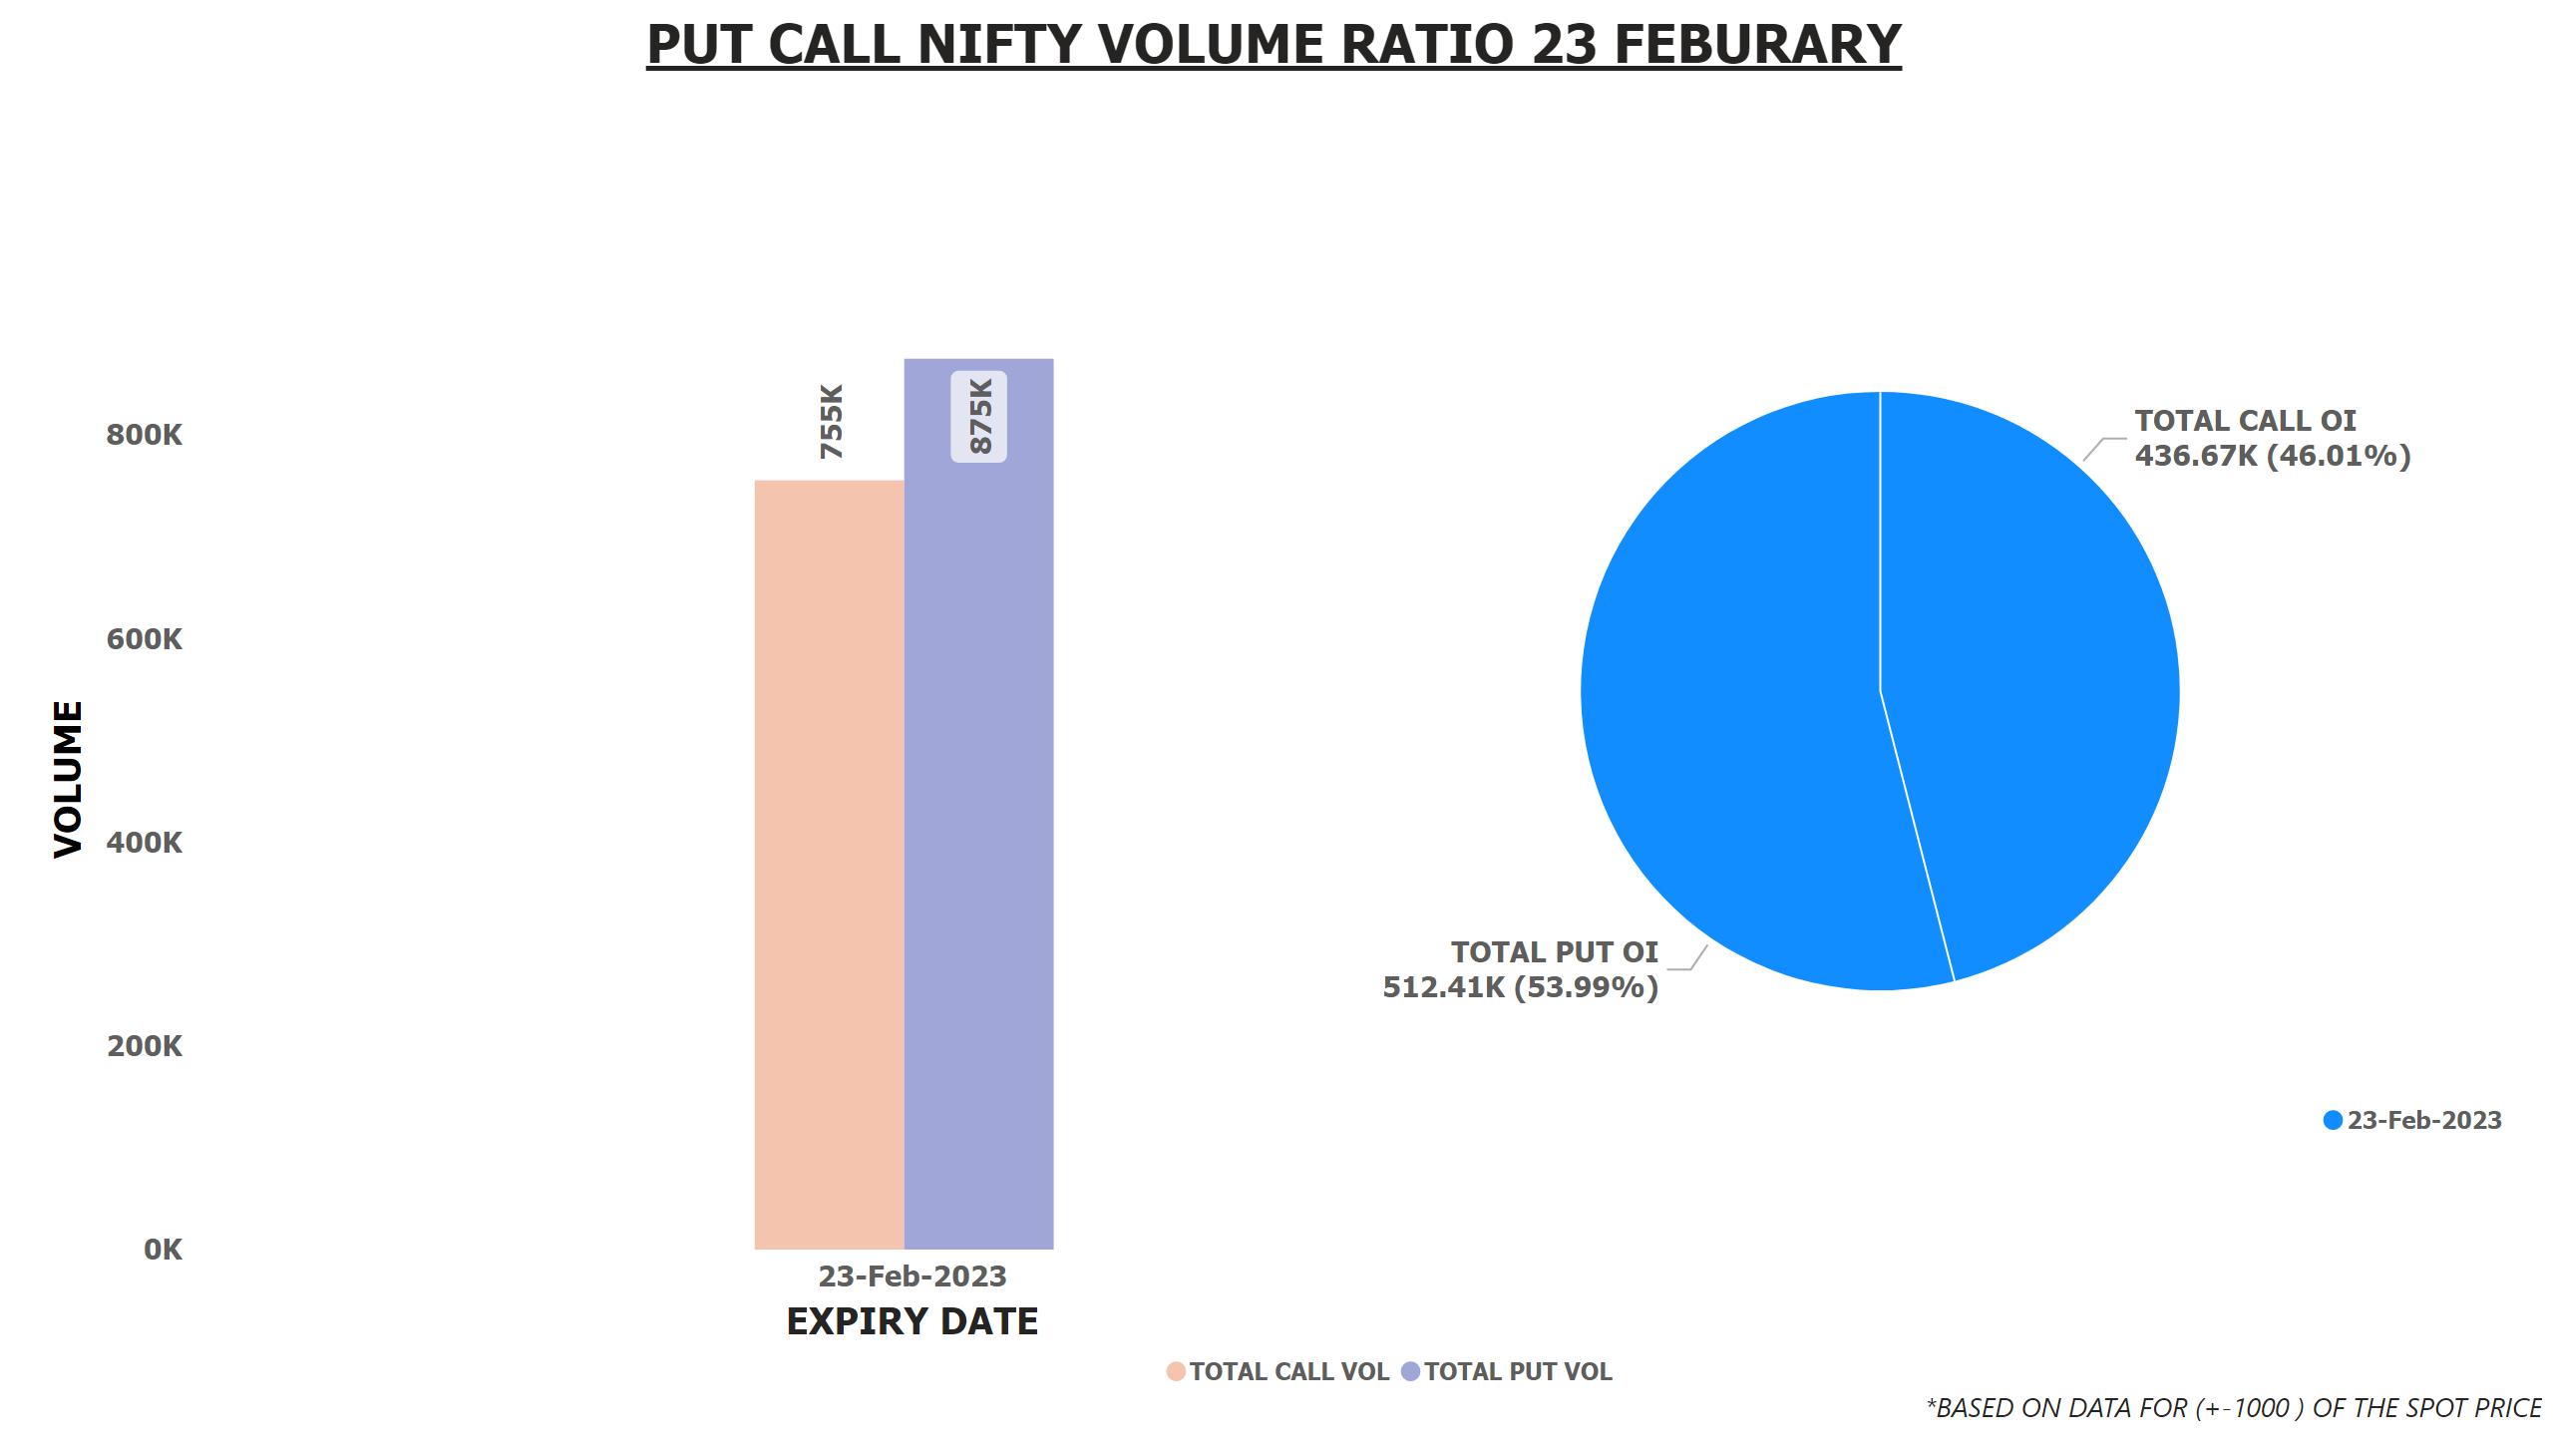 PUT CALL NIFTY VOLUME RATIO 23 FEBURARY
VOLUME
800K
600K
400K
200K
0K
755K
875K
23-Feb-2023
EXPIRY DATE
TOTAL CALL VOL
TOTAL PUT VOL
TOTAL CALL OI
436.67K (46.01%)
TOTAL PUT OI
512.41K (53.99%)
23-Feb-2023
*BASED ON DATA FOR (+-1000 ) OF THE SPOT PRICE